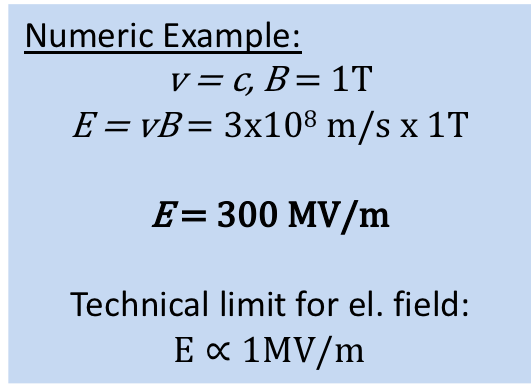 Numeric Example:
v = c, B = 1T
E = vB = 3x10⁸ m/s x 1T
E = 300 MV/m
Technical limit for el. field:
E ∝ 1MV/m